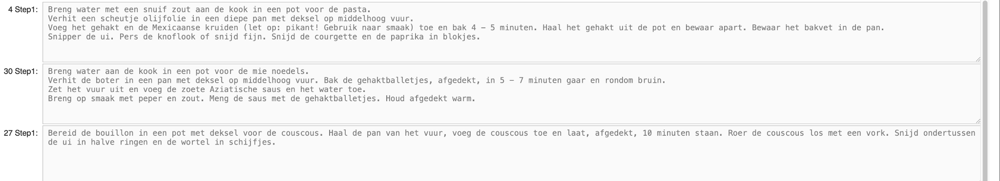 4 Step1:
Breng water met een snuif zout aan de kook in een pot voor de pasta.
Verhit een scheutje olijfolie in een diepe pan met deksel op middelhoog vuur.
Voeg het gehakt en de Mexicaanse kruiden (let op: pikant! Gebruik naar smaak) toe en bak 4 – 5 minuten. Haal het gehakt uit de pot en bewaar apart. Bewaar het bakvet in de pan.
Snipper de ui. Pers de knoflook of snijd fijn. Snijd de courgette en de paprika in blokjes.
30 Step1:
Breng water aan de kook in een pot voor de mie noedels.
Verhit de boter in een pan met deksel op middelhoog vuur. Bak de gehaktballetjes, afgedekt, in 5 – 7 minuten gaar en rondom bruin.
Zet het vuur uit en voeg de zoete Aziatische saus en het water toe.
Breng op smaak met peper en zout. Meng de saus met de gehaktballetjes. Houd afgedekt warm.
27 Step1:
Bereid de bouillon in een pot met deksel voor de couscous. Haal de pan van het vuur, voeg de couscous toe en laat, afgedekt, 10 minuten staan. Roer de couscous los met een vork. Snijd ondertussen
de ui in halve ringen en de wortel in schijfjes.